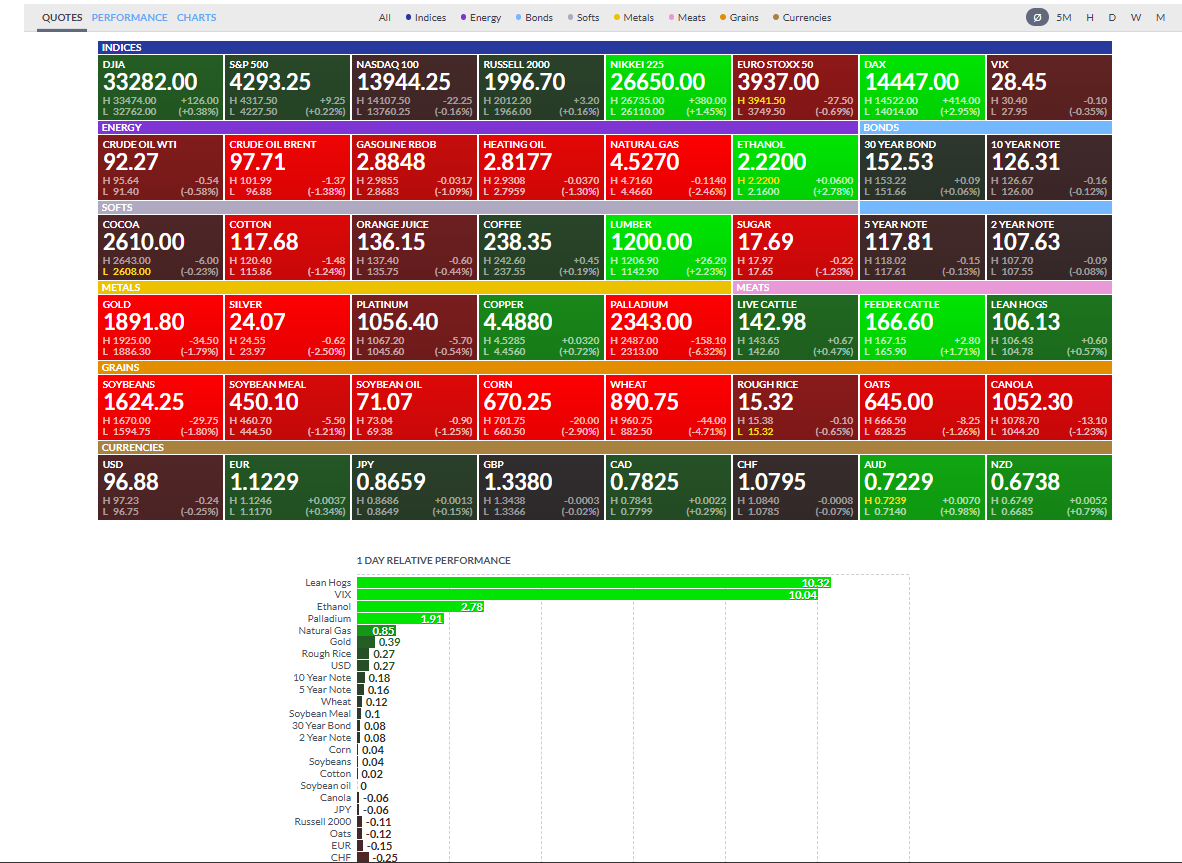 QUOTES PERFORMANCE CHARTS All Indices Energy Bonds Softs Metals Meats Grains Currencies Ø 5M H D W M
INDICES
DJIA S&P 500 NASDAQ 100 RUSSELL 2000 NIKKEI 225 EURO STOXX 50 DAX VIX
33282.00 4293.25 13944.25 1996.70 26650.00 3937.00 14447.00 28.45
H 33474.00 +126.00 H 4317.50 +9.25 H 14107.50 -22.25 H 2012.20 +3.20 H 26735.00 +380.00 H 3941.50 -27.50 H 14522.00 +414.00 H 30.40 -0.10
L 32762.00 (+0.38%) L 4227.50 (+0.22%) L 13760.25 (-0.16%) L 1966.00 (+0.16%) L 26110.00 (+1.45%) L 3749.50 (-0.69%) L 14014.00 (+2.95%) L 27.95 (-0.35%)
ENERGY BONDS
CRUDE OIL WTI CRUDE OIL BRENT GASOLINE RBOB HEATING OIL NATURAL GAS ETHANOL 30 YEAR BOND 10 YEAR NOTE
92.27 97.71 2.8848 2.8177 4.5270 2.2200 152.53 126.31
H 95.64 -0.54 H 101.99 -1.37 H 2.9855 -0.0317 H 2.9308 -0.0370 H 4.7160 -0.1140 H 2.2200 +0.0600 H 153.22 +0.09 H 126.67 -0.16
L 91.40 (-0.58%) L 96.88 (-1.38%) L 2.8683 (-1.09%) L 2.7959 (-1.30%) L 4.4660 (-2.46%) L 2.1600 (+2.78%) L 151.66 (+0.06%) L 126.00 (-0.12%)
SOFTS
COCOA COTTON ORANGE JUICE COFFEE LUMBER SUGAR 5 YEAR NOTE 2 YEAR NOTE
2610.00 117.68 136.15 238.35 1200.00 17.69 117.81 107.63
H 2643.00 -6.00 H 120.40 -1.48 H 137.40 -0.60 H 242.60 +0.45 H 1206.90 +26.20 H 17.97 -0.22 H 118.02 -0.15 H 107.70 -0.09
L 2608.00 (-0.23%) L 115.86 (-1.24%) L 135.75 (-0.44%) L 237.55 (+0.19%) L 1142.90 (+2.23%) L 17.65 (-1.23%) L 117.61 (-0.13%) L 107.55 (-0.08%)
METALS MEATS
GOLD SILVER PLATINUM COPPER PALLADIUM LIVE CATTLE FEEDER CATTLE LEAN HOGS
1891.80 24.07 1056.40 4.4880 2343.00 142.98 166.60 106.13
H 1925.00 -34.50 H 24.55 -0.62 H 1067.20 -5.70 H 4.5285 +0.0320 H 2487.00 -158.10 H 143.65 +0.67 H 167.15 +2.80 H 106.43 +0.60
L 1886.30 (-1.79%) L 23.97 (-2.50%) L 1045.60 (-0.54%) L 4.4560 (+0.72%) L 2313.00 (-6.32%) L 142.60 (+0.47%) L 165.90 (+1.71%) L 104.78 (+0.57%)
GRAINS
SOYBEANS SOYBEAN MEAL SOYBEAN OIL CORN WHEAT ROUGH RICE OATS CANOLA
1624.25 450.10 71.07 670.25 890.75 15.32 645.00 1052.30
H 1670.00 -29.75 H 460.70 -5.50 H 73.04 -0.90 H 701.75 -20.00 H 960.75 -44.00 H 15.38 -0.10 H 666.50 -8.25 H 1078.70 -13.10
L 1594.75 (-1.80%) L 444.50 (-1.21%) L 69.38 (-1.25%) L 660.50 (-2.90%) L 882.50 (-4.71%) L 15.32 (-0.65%) L 628.25 (-1.26%) L 1044.20 (-1.23%)
CURRENCIES
USD EUR JPY GBP CAD CHF AUD NZD
96.88 1.1229 0.8659 1.3380 0.7825 1.0795 0.7229 0.6738
H 97.23 -0.24 H 1.1246 +0.0037 H 0.8686 +0.0013 H 1.3438 -0.0003 H 0.7841 +0.0022 H 1.0840 -0.0008 H 0.7239 +0.0070 H 0.6749 +0.0052
L 96.75 (-0.25%) L 1.1170 (+0.34%) L 0.8649 (+0.15%) L 1.3366 (-0.02%) L 0.7799 (+0.29%) L 1.0785 (-0.07%) L 0.7140 (+0.98%) L 0.6685 (+0.79%)
1 DAY RELATIVE PERFORMANCE
Lean Hogs 10.32
VIX 10.04
Ethanol 2.78
Palladium 1.91
Natural Gas 0.85
Gold 0.39
Rough Rice 0.27
USD 0.27
10 Year Note 0.18
5 Year Note 0.16
Wheat 0.12
Soybean Meal 0.1
30 Year Bond 0.08
2 Year Note 0.08
Corn 0.04
Soybeans 0.04
Cotton 0.02
Soybean oil 0
Canola -0.06
JPY -0.06
Russell 2000 -0.11
Oats -0.12
EUR -0.15
CHF -0.25